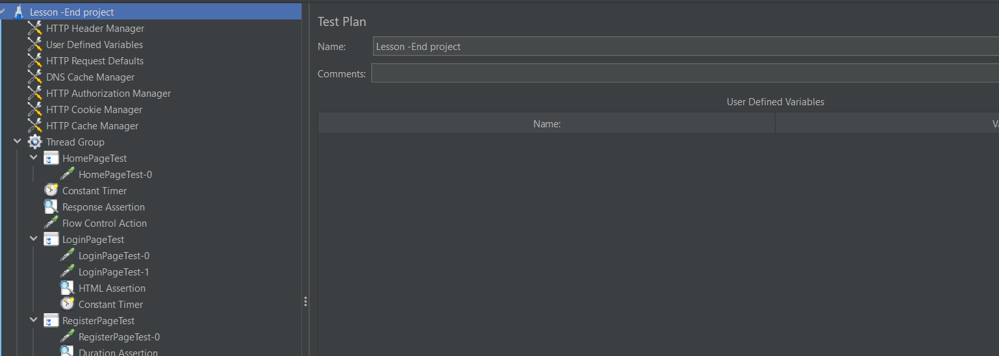 Lesson -End project
HTTP Header Manager
User Defined Variables
HTTP Request Defaults
DNS Cache Manager
HTTP Authorization Manager
HTTP Cookie Manager
HTTP Cache Manager
Thread Group
HomePageTest
HomePageTest-0
Constant Timer
Response Assertion
Flow Control Action
LoginPageTest
LoginPageTest-0
LoginPageTest-1
HTML Assertion
Constant Timer
RegisterPageTest
RegisterPageTest-0
Duration Assertion
Test Plan
Name: Lesson -End project
Comments:
User Defined Variables
Name: